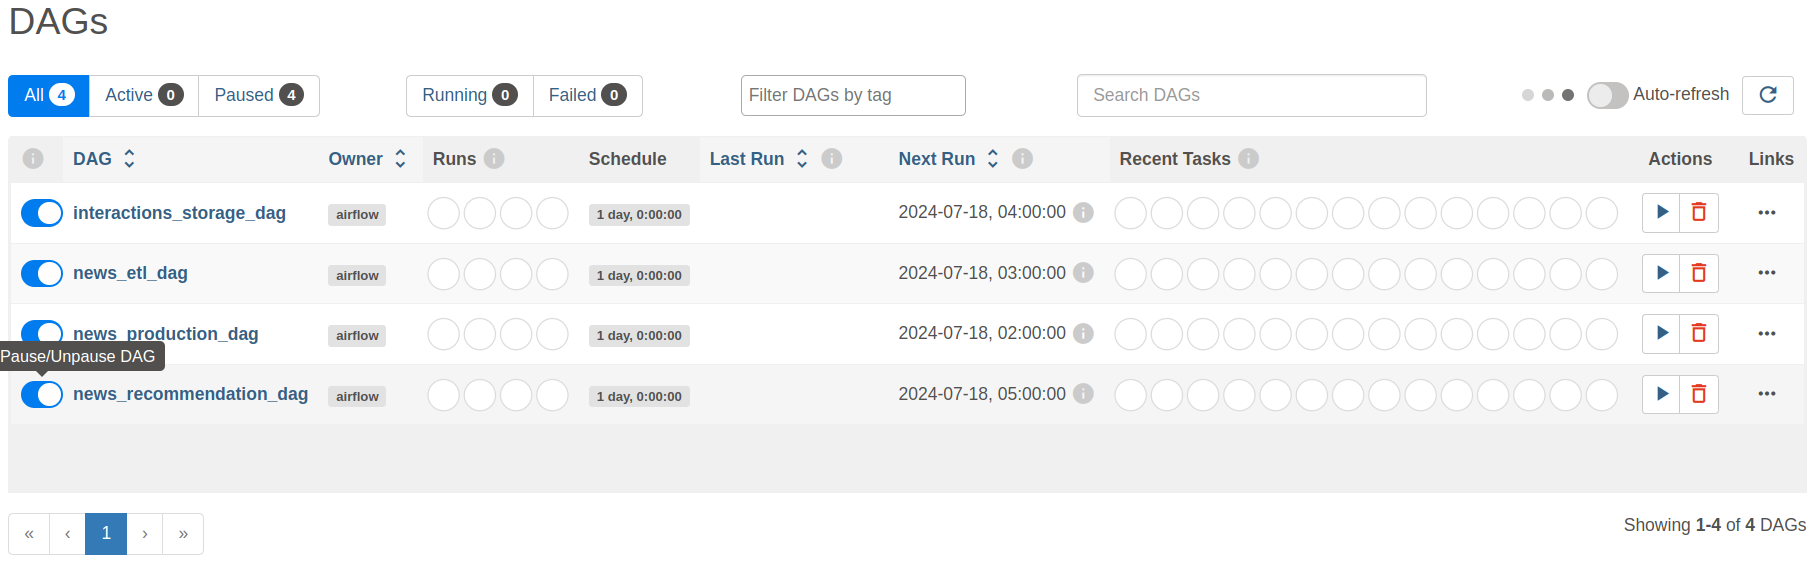 DAGs
All 4 Active 0 Paused 4 Running 0 Failed 0 Filter DAGs by tag Search DAGs Auto-refresh
DAG Owner Runs Schedule Last Run Next Run Recent Tasks Actions Links
interactions_storage_dag airflow 1 day, 0:00:00 2024-07-18, 04:00:00
news_etl_dag airflow 1 day, 0:00:00 2024-07-18, 03:00:00
news_production_dag airflow 1 day, 0:00:00 2024-07-18, 02:00:00
Pause/Unpause DAG
news_recommendation_dag airflow 1 day, 0:00:00 2024-07-18, 05:00:00
« ‹ 1 › »
Showing 1-4 of 4 DAGs